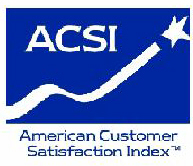 ACSI
American Customer
Satisfaction Index™